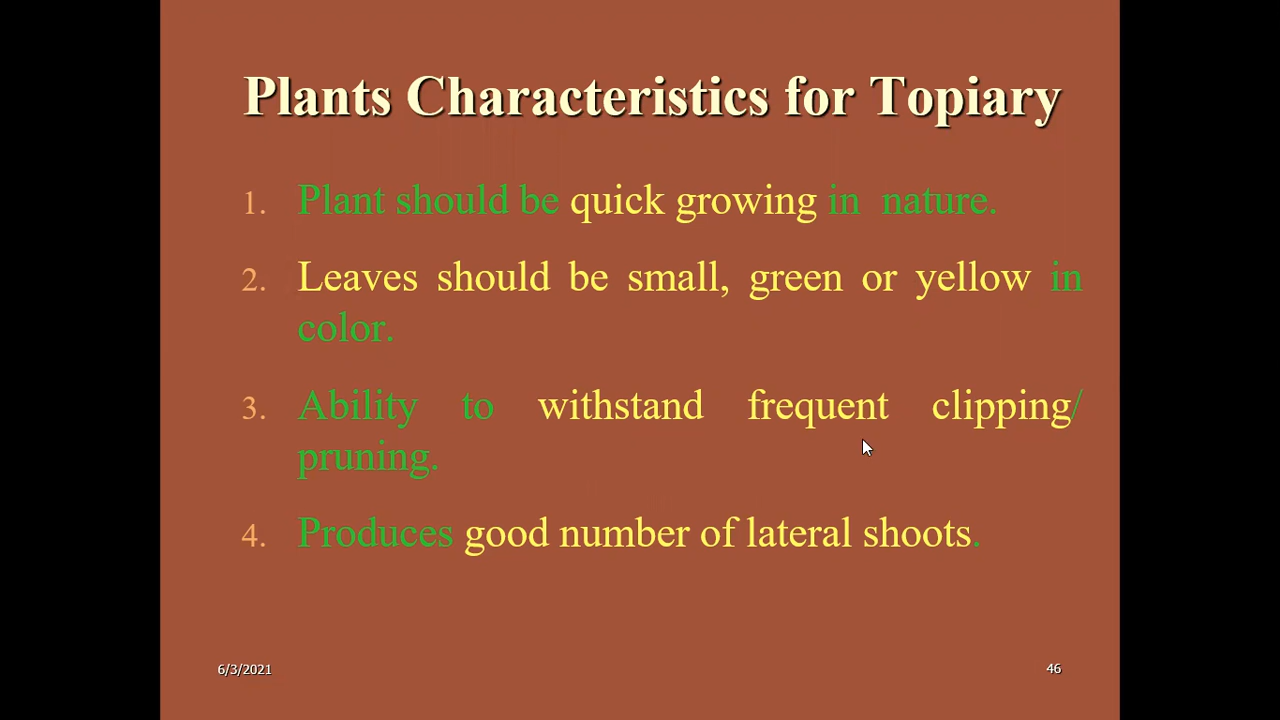 Plants Characteristics for Topiary
1. Plant should be quick growing in nature.
2. Leaves should be small, green or yellow in
color.
3. Ability to withstand frequent clipping/
pruning.
4. Produces good number of lateral shoots.
6/3/2021
46